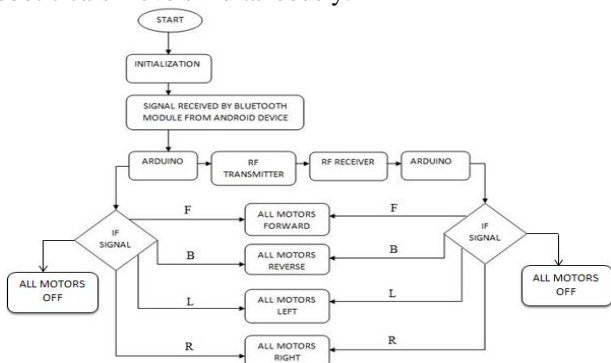 START
INITIALIZATION
SIGNAL RECEIVED BY BLUETOOTH
MODULE FROM ANDROID DEVICE
ARDUINO
RF
TRANSMITTER
RF RECEIVER
ARDUINO
IF
SIGNAL
F
ALL MOTORS
FORWARD
F
IF
SIGNAL
B
ALL MOTORS
REVERSE
B
ALL MOTORS
OFF
ALL MOTORS
OFF
L
ALL MOTORS
LEFT
L
R
ALL MOTORS
RIGHT
R